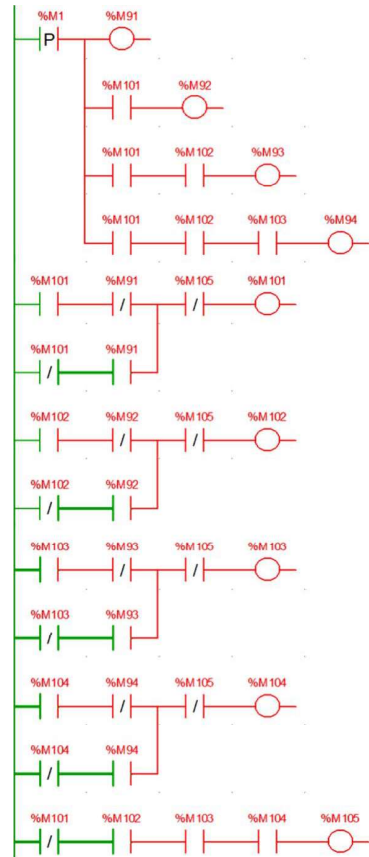 %M1 %M91
P
%M101 %M92
%M101 %M102 %M93
%M101 %M102 %M103 %M94
%M101 %M91 %M105 %M101
/ /
%M101 %M91
/
%M102 %M92 %M105 %M102
/ /
%M102 %M92
/
%M103 %M93 %M105 %M103
/ /
%M103 %M93
/
%M104 %M94 %M105 %M104
/ /
%M104 %M94
/
%M101 %M102 %M103 %M104 %M105
/